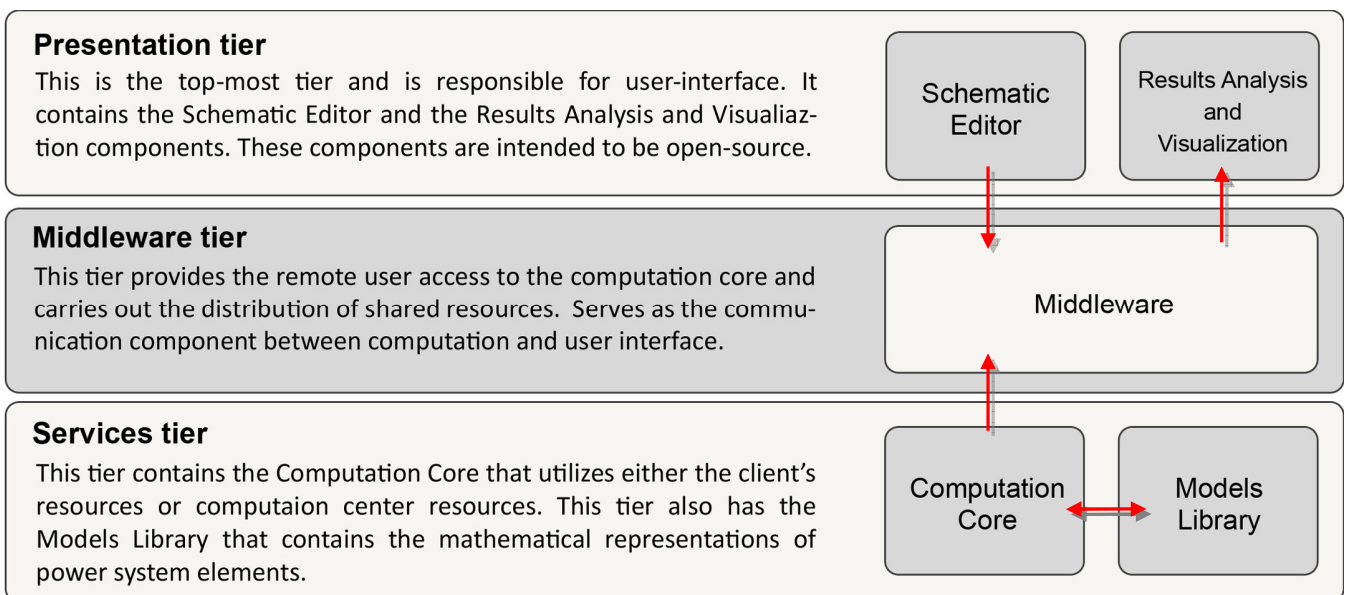 Presentation tier
This is the top-most tier and is responsible for user-interface. It
contains the Schematic Editor and the Results Analysis and Visualiaz-
tion components. These components are intended to be open-source.
Schematic
Editor
Results Analysis
and
Visualization
Middleware tier
This tier provides the remote user access to the computation core and
carries out the distribution of shared resources.  Serves as the commu-
nication component between computation and user interface.
Middleware
Services tier
This tier contains the Computation Core that utilizes either the client’s
resources or computaion center resources. This tier also has the
Models Library that contains the mathematical representations of
power system elements.
Computation
Core
Models
Library